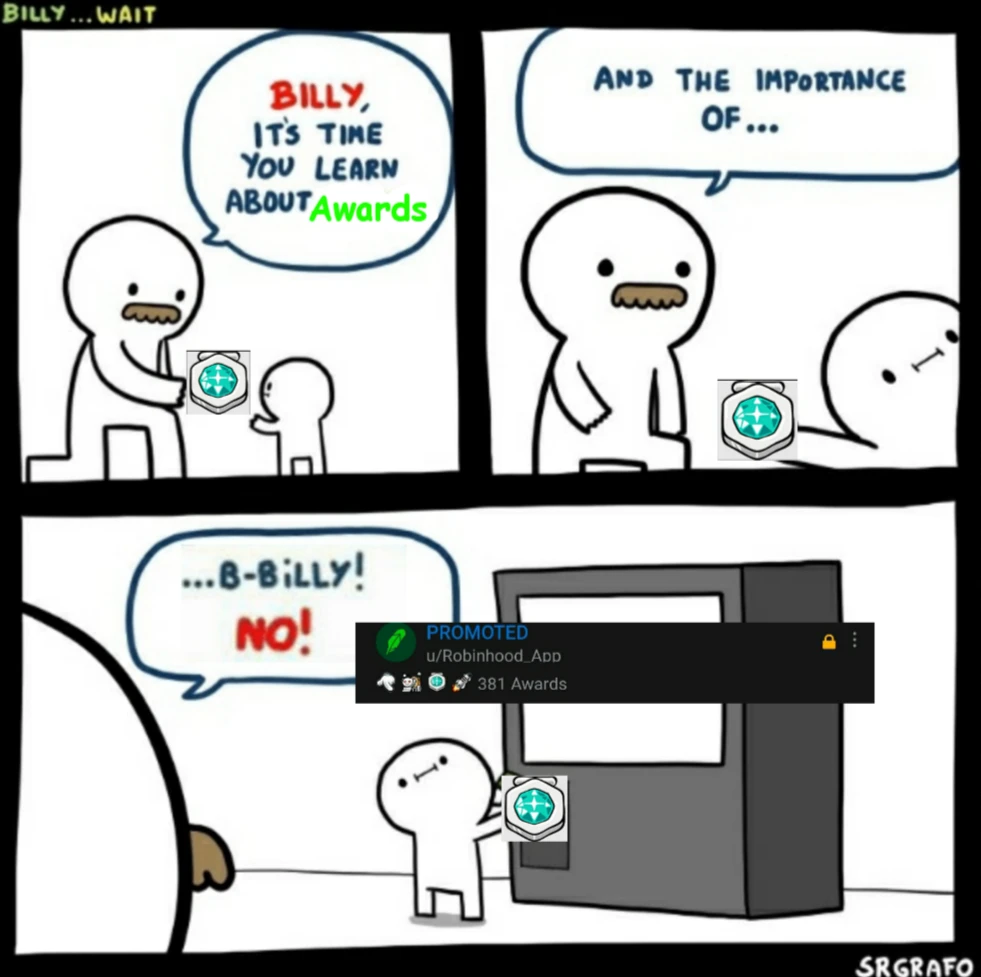 BILLY...WAIT
BILLY,
IT'S TIME
YOU LEARN
ABOUT Awards
AND THE IMPORTANCE
OF...
...B-BiLLY!
NO!
PROMOTED
u/Robinhood_App
381 Awards
SRGRAFO